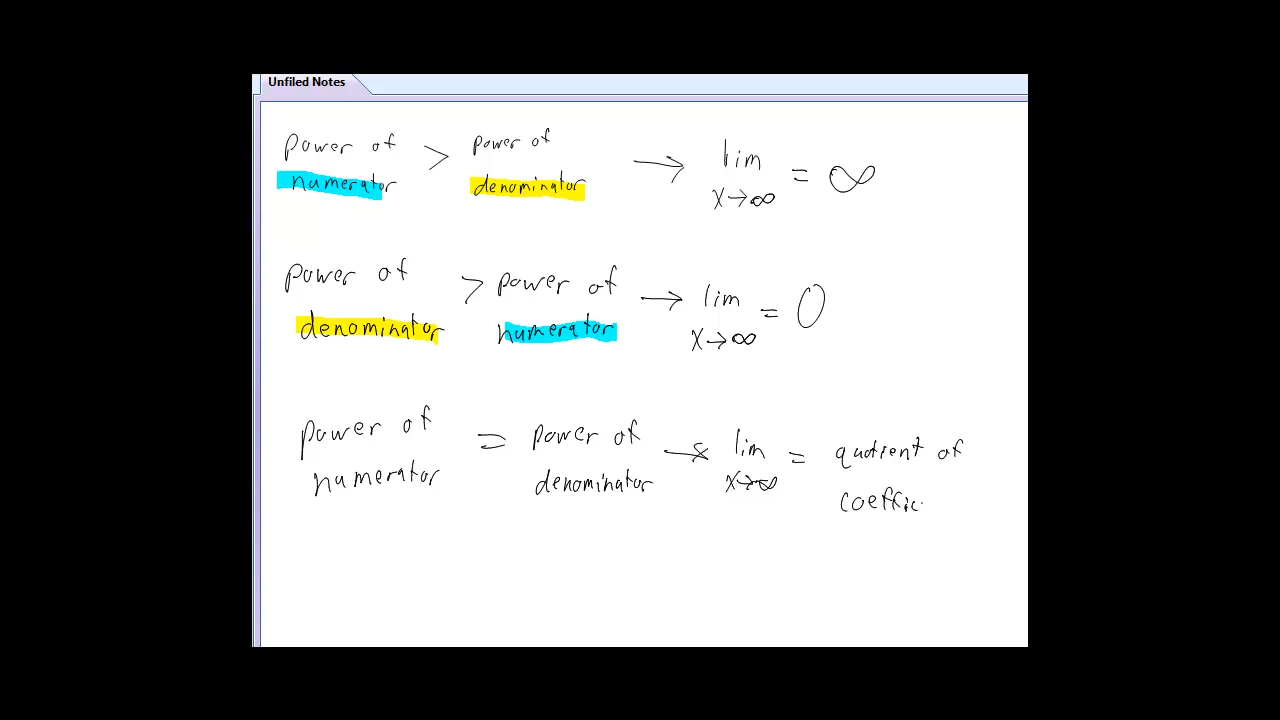 Unfiled Notes
power of > power of → lim = ∞
numerator denominator x→∞
power of > power of → lim = 0
denominator numerator x→∞
power of = power of → lim = quotient of
numerator denominator x→∞ coeffic